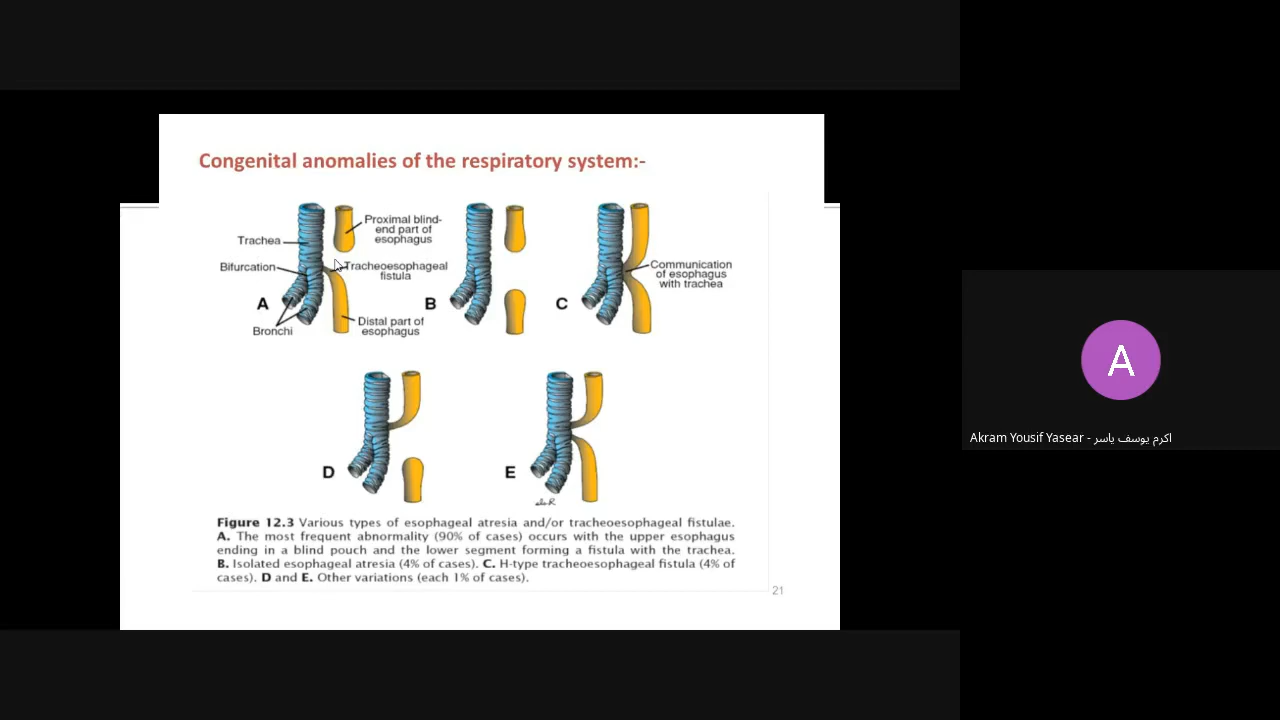 Congenital anomalies of the respiratory system:-
Proximal blind-
end part of
esophagus
Trachea
Bifurcation
Tracheoesophageal
fistula
A
Bronchi
Distal part of
esophagus
B
C
Communication
of esophagus
with trachea
D
E
Figure 12.3 Various types of esophageal atresia and/or tracheoesophageal fistulae.
A. The most frequent abnormality (90% of cases) occurs with the upper esophagus
ending in a blind pouch and the lower segment forming a fistula with the trachea.
B. Isolated esophageal atresia (4% of cases). C. H-type tracheoesophageal fistula (4% of
cases). D and E. Other variations (each 1% of cases).
21
A
Akram Yousif Yasear - اكرم يوسف ياسر